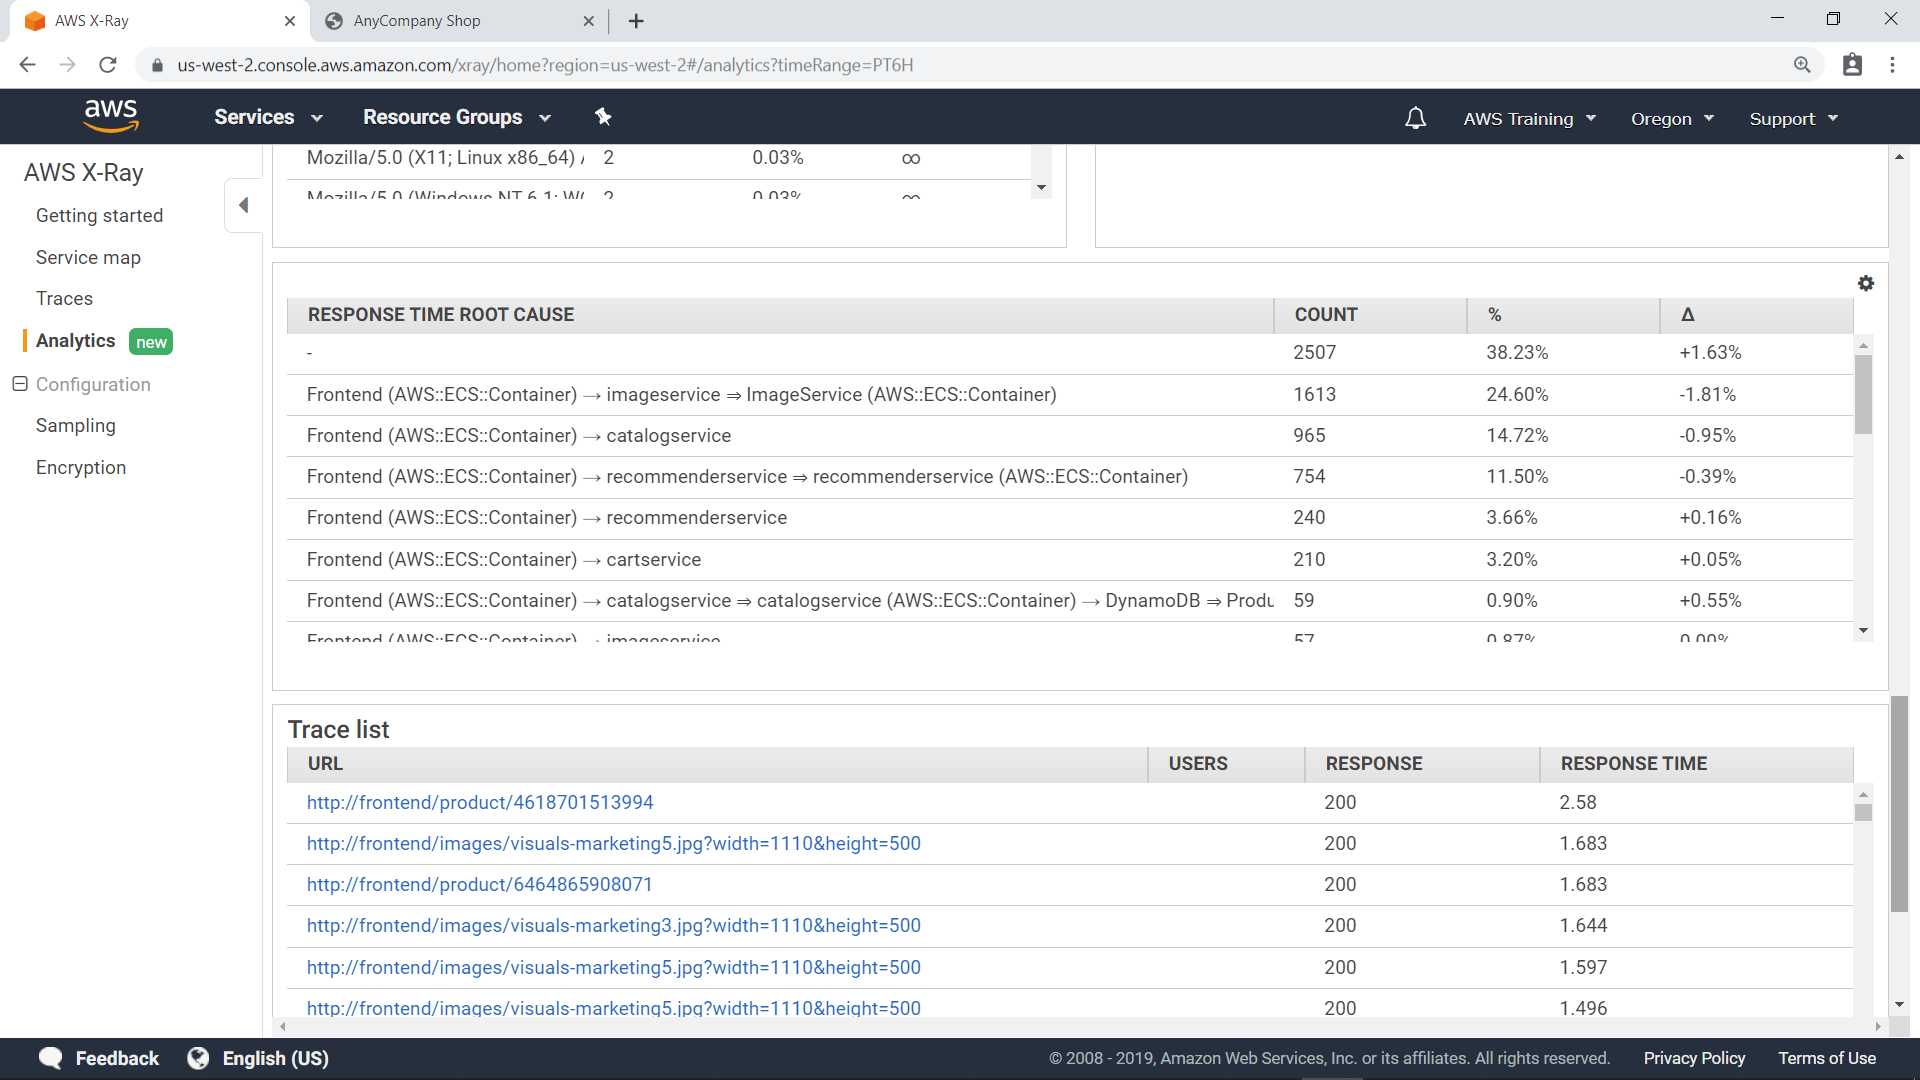 AWS X-Ray
AnyCompany Shop
us-west-2.console.aws.amazon.com/xray/home?region=us-west-2#/analytics?timeRange=PT6H
aws
Services
Resource Groups
AWS Training
Oregon
Support
AWS X-Ray
Getting started
Service map
Traces
Analytics new
Configuration
Sampling
Encryption
Mozilla/5.0 (X11; Linux x86_64) 2 0.03% ∞
Mozilla/5.0 (Windows NT 6.1; 2 0.03% ∞
RESPONSE TIME ROOT CAUSE COUNT % Δ
- 2507 38.23% +1.63%
Frontend (AWS::ECS::Container) → imageservice ⇒ ImageService (AWS::ECS::Container) 1613 24.60% -1.81%
Frontend (AWS::ECS::Container) → catalogservice 965 14.72% -0.95%
Frontend (AWS::ECS::Container) → recommenderservice ⇒ recommenderservice (AWS::ECS::Container) 754 11.50% -0.39%
Frontend (AWS::ECS::Container) → recommenderservice 240 3.66% +0.16%
Frontend (AWS::ECS::Container) → cartservice 210 3.20% +0.05%
Frontend (AWS::ECS::Container) → catalogservice ⇒ catalogservice (AWS::ECS::Container) → DynamoDB ⇒ Produ 59 0.90% +0.55%
Frontend (AWS::ECS::Container) → imageservice 57 0.87% 0.00%
Trace list
URL USERS RESPONSE RESPONSE TIME
http://frontend/product/4618701513994 200 2.58
http://frontend/images/visuals-marketing5.jpg?width=1110&height=500 200 1.683
http://frontend/product/6464865908071 200 1.683
http://frontend/images/visuals-marketing3.jpg?width=1110&height=500 200 1.644
http://frontend/images/visuals-marketing5.jpg?width=1110&height=500 200 1.597
http://frontend/images/visuals-marketing5.jpg?width=1110&height=500 200 1.496
Feedback
English (US)
© 2008 - 2019, Amazon Web Services, Inc. or its affiliates. All rights reserved.
Privacy Policy
Terms of Use